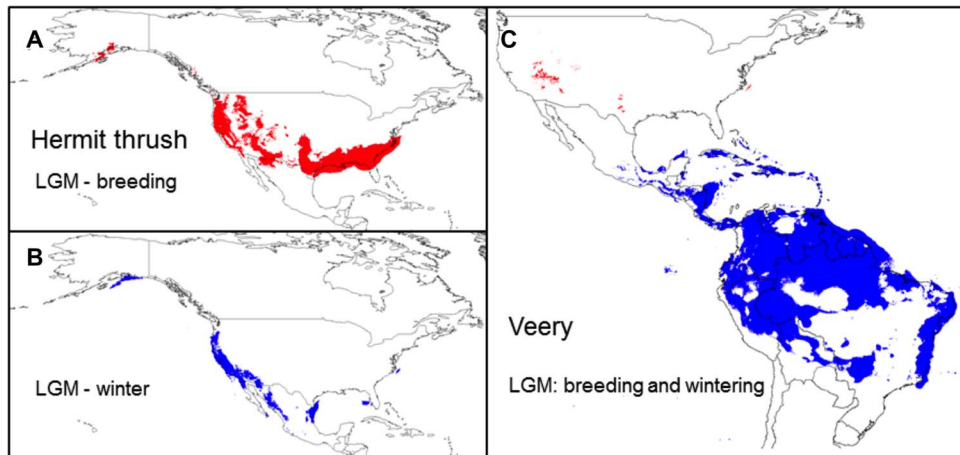 A
Hermit thrush
LGM - breeding
B
LGM - winter
C
Veery
LGM: breeding and wintering